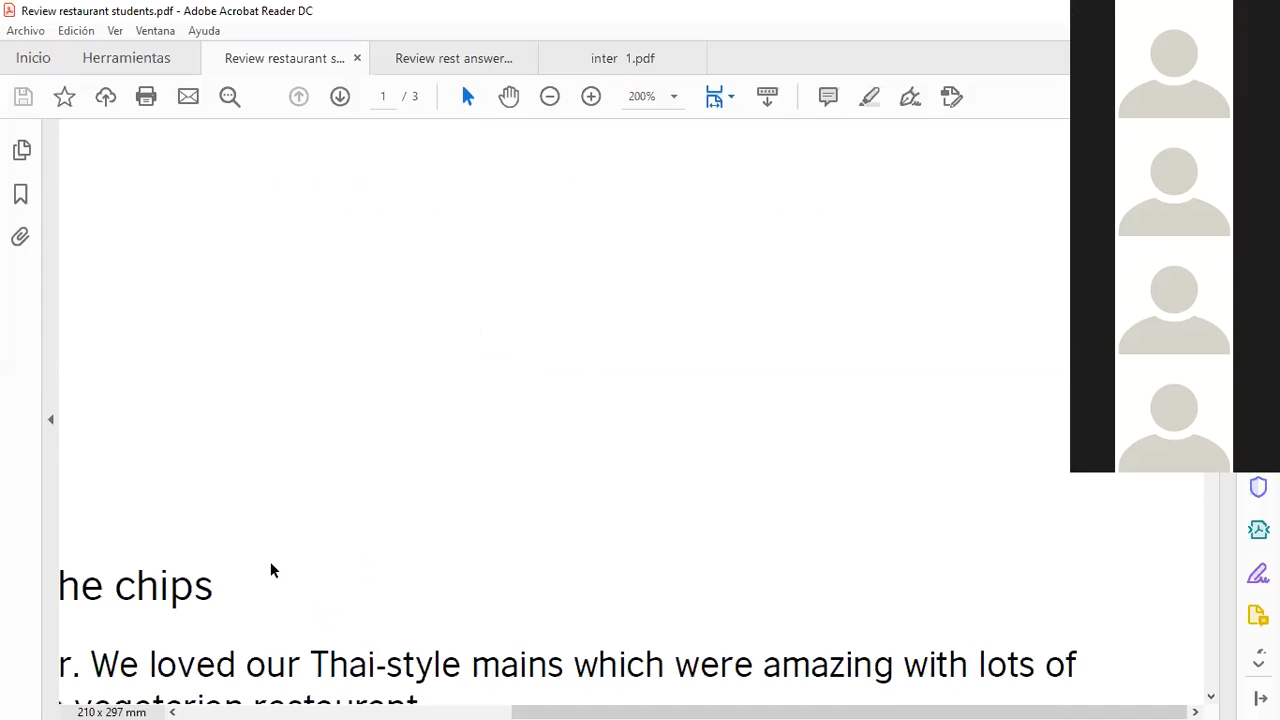 Review restaurant students.pdf - Adobe Acrobat Reader DC
Archivo Edición Ver Ventana Ayuda
Inicio Herramientas Review restaurant s... Review rest answer... inter 1.pdf
1 / 3 200%
he chips
r. We loved our Thai-style mains which were amazing with lots of
vegetarian restaurant
210 x 297 mm